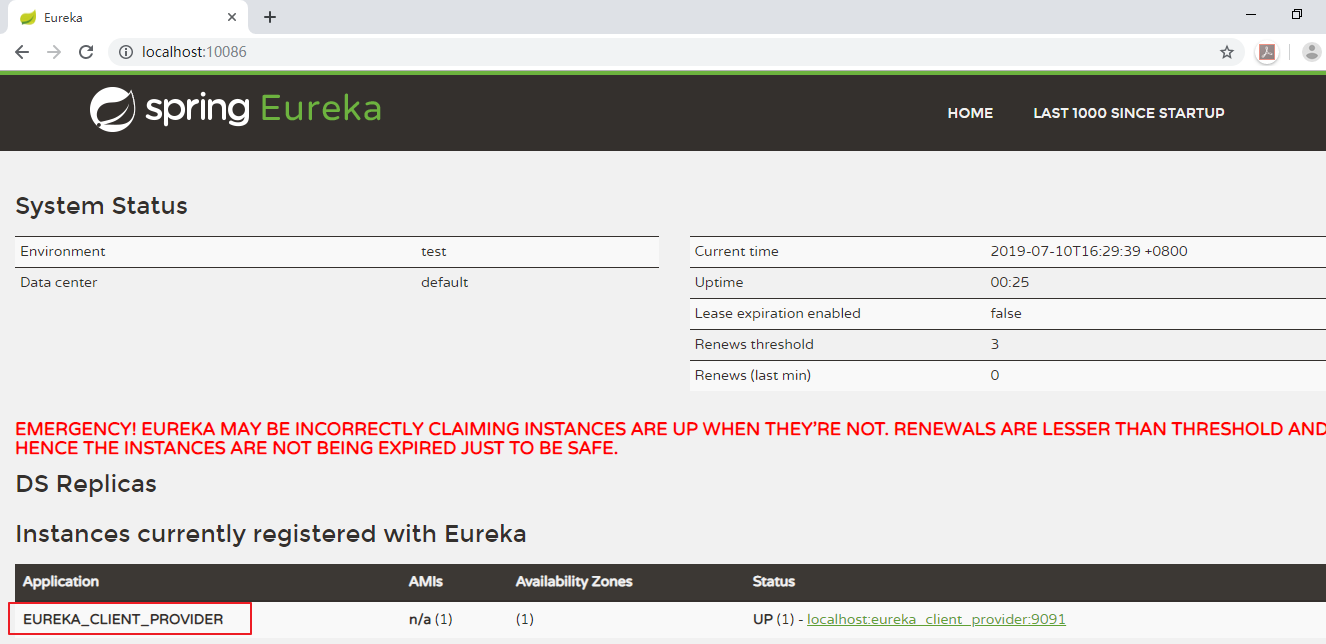 Eureka
localhost:10086
spring Eureka
HOME LAST 1000 SINCE STARTUP
System Status
Environment test
Data center default
Current time 2019-07-10T16:29:39 +0800
Uptime 00:25
Lease expiration enabled false
Renews threshold 3
Renews (last min) 0
EMERGENCY! EUREKA MAY BE INCORRECTLY CLAIMING INSTANCES ARE UP WHEN THEY'RE NOT. RENEWALS ARE LESSER THAN THRESHOLD AND
HENCE THE INSTANCES ARE NOT BEING EXPIRED JUST TO BE SAFE.
DS Replicas
Instances currently registered with Eureka
Application AMIs Availability Zones Status
EUREKA_CLIENT_PROVIDER n/a (1) (1) UP (1) - localhost:eureka_client_provider:9091